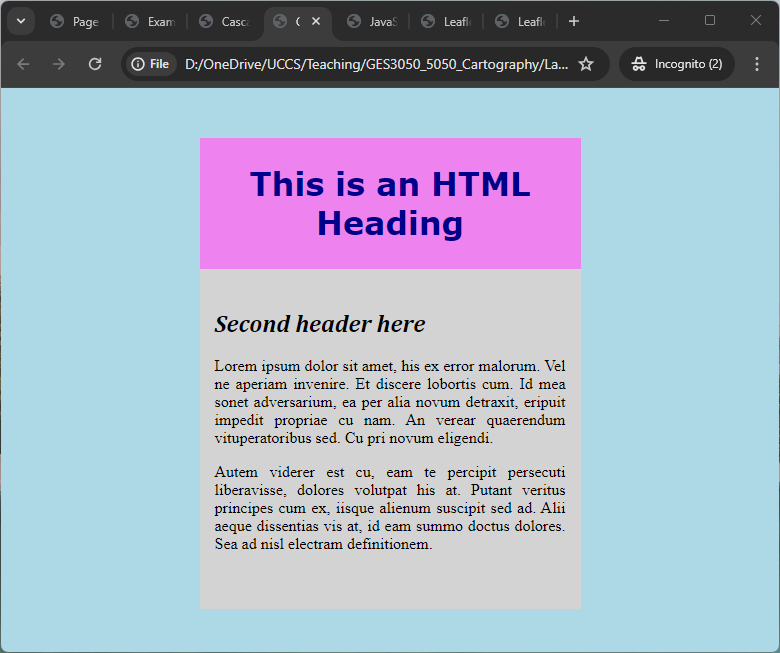 Page
Exam
Casc
C
JavaS
Leafl
Leafl
File
D:/OneDrive/UCCS/Teaching/GES3050_5050_Cartography/La...
Incognito (2)
This is an HTML
Heading
Second header here
Lorem ipsum dolor sit amet, his ex error malorum. Vel
ne aperiam invenire. Et discere lobortis cum. Id mea
sonet adversarium, ea per alia novum detraxit, eripuit
impedit propriae cu nam. An verear quaerendum
vituperatoribus sed. Cu pri novum eligendi.
Autem viderer est cu, eam te percipit persecuti
liberavisse, dolores volutpat his at. Putant veritus
principes cum ex, iisque alienum suscipit sed ad. Alii
aeque dissentias vis at, id eam summo doctus dolores.
Sea ad nisl electram definitionem.